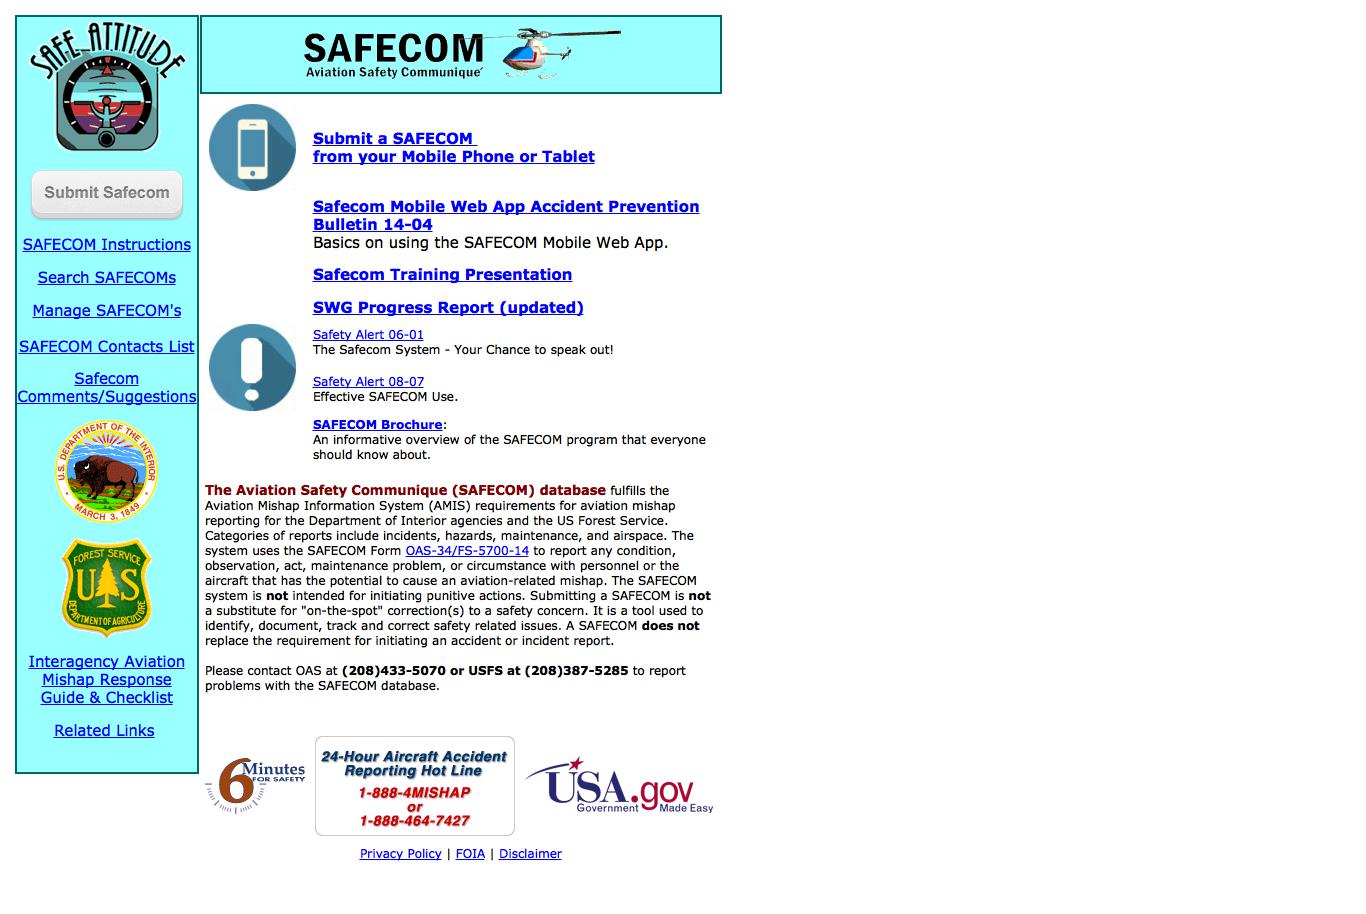 SAFE ATTITUDE
Submit Safecom
SAFECOM Instructions
Search SAFECOMs
Manage SAFECOM's
SAFECOM Contacts List
Safecom
Comments/Suggestions
U.S. DEPARTMENT OF THE INTERIOR
MARCH 3, 1849
FOREST SERVICE
U S
DEPARTMENT OF AGRICULTURE
Interagency Aviation
Mishap Response
Guide & Checklist
Related Links
SAFECOM
Aviation Safety Communique´
Submit a SAFECOM
from your Mobile Phone or Tablet
Safecom Mobile Web App Accident Prevention
Bulletin 14-04
Basics on using the SAFECOM Mobile Web App.
Safecom Training Presentation
SWG Progress Report (updated)
Safety Alert 06-01
The Safecom System - Your Chance to speak out!
Safety Alert 08-07
Effective SAFECOM Use.
SAFECOM Brochure:
An informative overview of the SAFECOM program that everyone
should know about.
The Aviation Safety Communique (SAFECOM) database fulfills the
Aviation Mishap Information System (AMIS) requirements for aviation mishap
reporting for the Department of Interior agencies and the US Forest Service.
Categories of reports include incidents, hazards, maintenance, and airspace. The
system uses the SAFECOM Form OAS-34/FS-5700-14 to report any condition,
observation, act, maintenance problem, or circumstance with personnel or the
aircraft that has the potential to cause an aviation-related mishap. The SAFECOM
system is not intended for initiating punitive actions. Submitting a SAFECOM is not
a substitute for "on-the-spot" correction(s) to a safety concern. It is a tool used to
identify, document, track and correct safety related issues. A SAFECOM does not
replace the requirement for initiating an accident or incident report.
Please contact OAS at (208)433-5070 or USFS at (208)387-5285 to report
problems with the SAFECOM database.
6 Minutes
FOR SAFETY
24-Hour Aircraft Accident
Reporting Hot Line
1-888-4MISHAP
or
1-888-464-7427
USA.gov
Government Made Easy
Privacy Policy | FOIA | Disclaimer